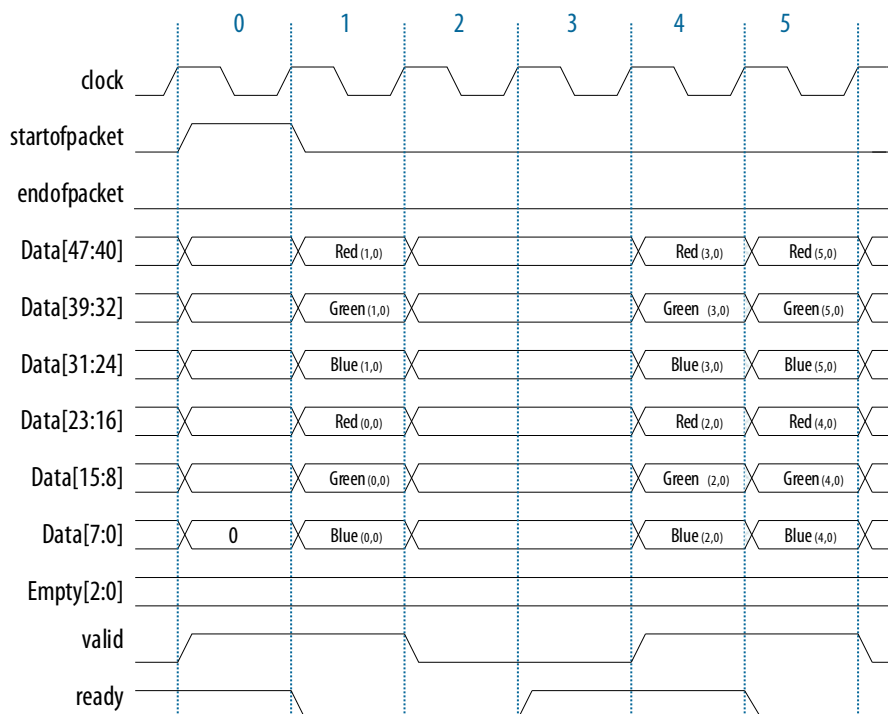 0 1 2 3 4 5
clock
startofpacket
endofpacket
Data[47:40] Red (1,0) Red (3,0) Red (5,0)
Data[39:32] Green (1,0) Green (3,0) Green (5,0)
Data[31:24] Blue (1,0) Blue (3,0) Blue (5,0)
Data[23:16] Red (0,0) Red (2,0) Red (4,0)
Data[15:8] Green (0,0) Green (2,0) Green (4,0)
Data[7:0] 0 Blue (0,0) Blue (2,0) Blue (4,0)
Empty[2:0]
valid
ready